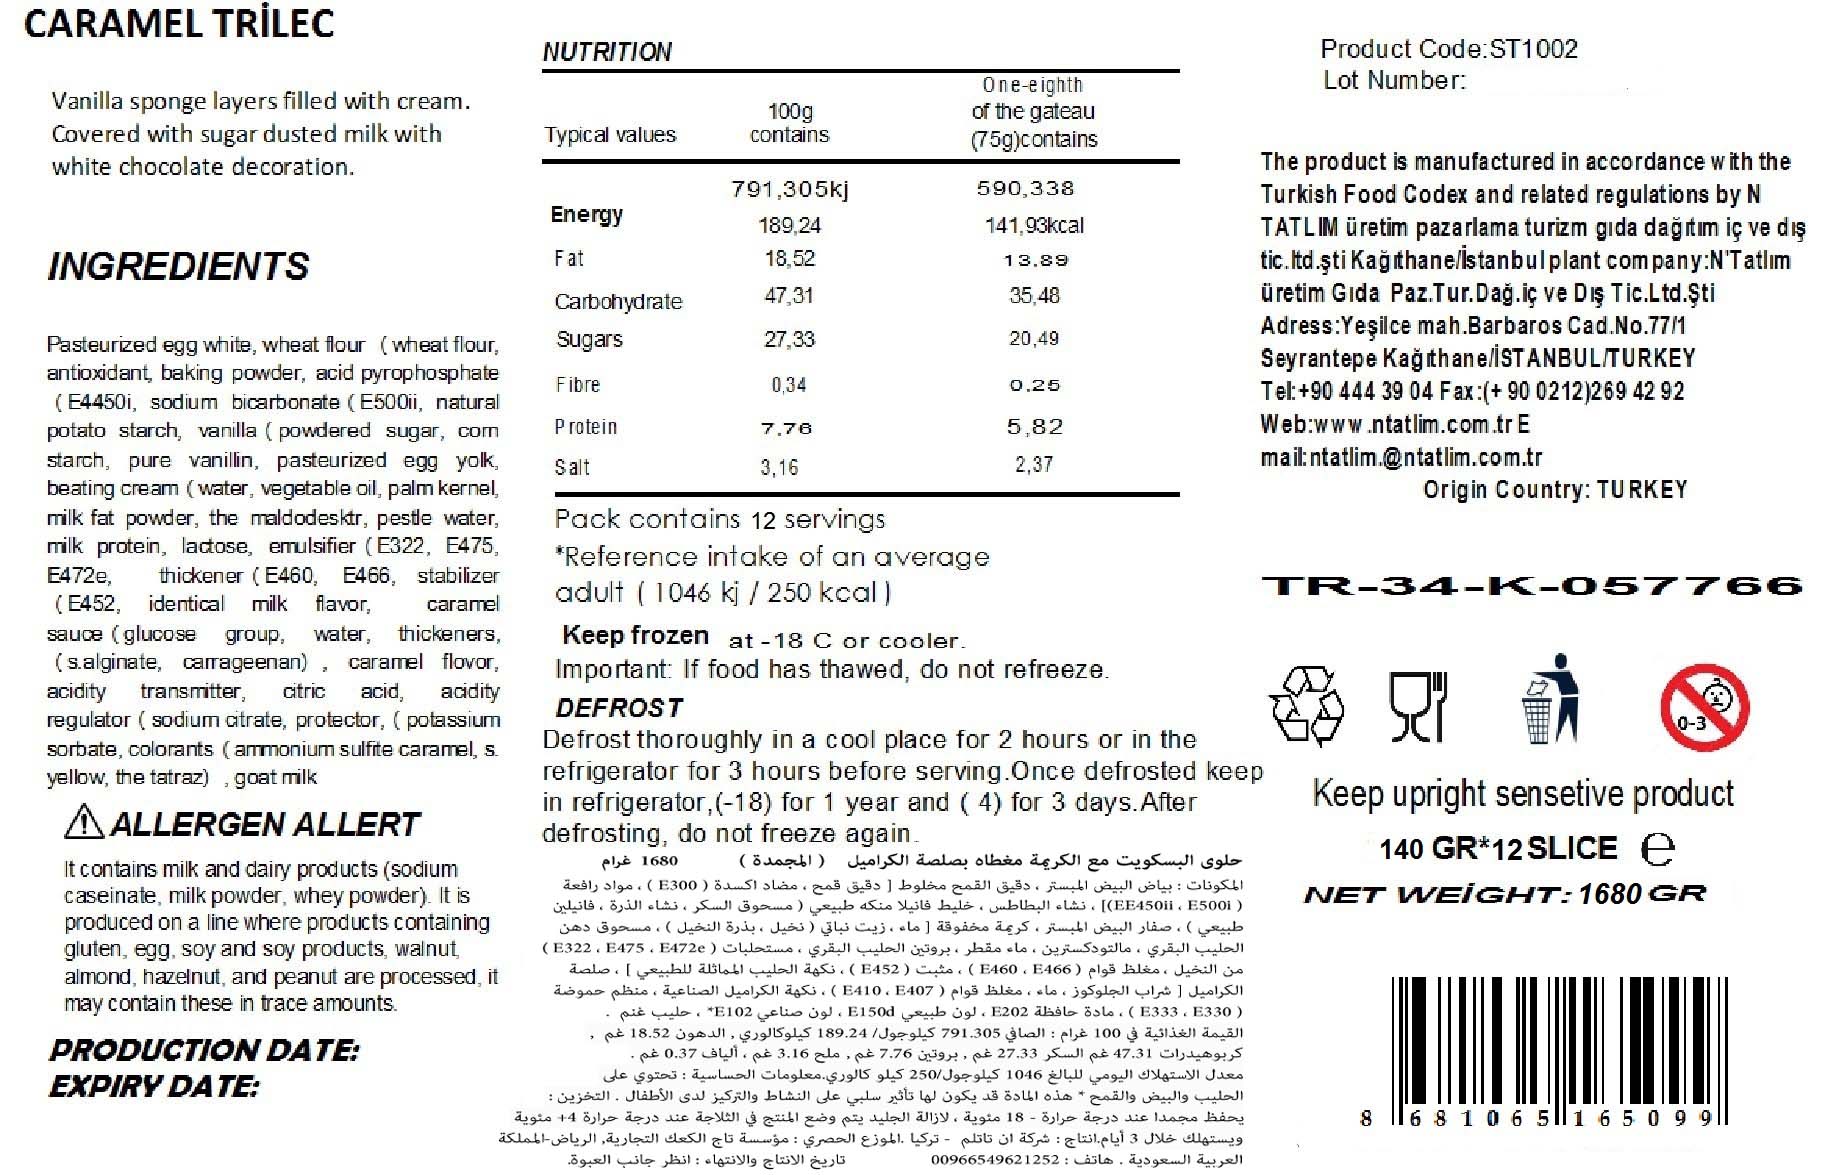 CARAMEL TRİLEC
Vanilla sponge layers filled with cream.
Covered with sugar dusted milk with
white chocolate decoration.
INGREDIENTS
Pasteurized egg white, wheat flour ( wheat flour,
antioxidant, baking powder, acid pyrophosphate
( E4450i, sodium bicarbonate ( E500ii, natural
potato starch, vanilla ( powdered sugar, corn
starch, pure vanillin, pasteurized egg yolk,
beating cream ( water, vegetable oil, palm kernel,
milk fat powder, the maldodesktr, pestle water,
milk protein, lactose, emulsifier ( E322, E475,
E472e, thickener ( E460, E466, stabilizer
( E452, identical milk flavor, caramel
sauce ( glucose group, water, thickeners,
( s.alginate, carrageenan) , caramel flovor,
acidity transmitter, citric acid, acidity
regulator ( sodium citrate, protector, ( potassium
sorbate, colorants ( ammonium sulfite caramel, s.
yellow, the tatraz) , goat milk
ALLERGEN ALLERT
It contains milk and dairy products (sodium
caseinate, milk powder, whey powder). It is
produced on a line where products containing
gluten, egg, soy and soy products, walnut,
almond, hazelnut, and peanut are processed, it
may contain these in trace amounts.
PRODUCTION DATE:
EXPIRY DATE:
NUTRITION
Typical values 100g contains One-eighth of the gateau (75g)contains
Energy 791,305kj 590,338
189,24 141,93kcal
Fat 18,52 13.89
Carbohydrate 47,31 35,48
Sugars 27,33 20,49
Fibre 0,34 0.25
Protein 7.76 5,82
Salt 3,16 2,37
Pack contains 12 servings
*Reference intake of an average
adult ( 1046 kj / 250 kcal )
Keep frozen at -18 C or cooler.
Important: If food has thawed, do not refreeze.
DEFROST
Defrost thoroughly in a cool place for 2 hours or in the
refrigerator for 3 hours before serving.Once defrosted keep
in refrigerator,(-18) for 1 year and ( 4) for 3 days.After
defrosting, do not freeze again.
حلوى البسكويت مع الكريمة مغطاه بصلصة الكراميل ( المجمدة ) 1680 غرام
المكونات : بياض البيض المبستر ، دقيق القمح مخلوط [ دقيق قمح ، مضاد اكسدة ( E300 ) ، مواد رافعة
( EE450ii ، E500i)] ، نشاء البطاطس ، خليط فانيلا منكه طبيعي ( مسحوق السكر ، نشاء الذرة ، فانيلين
طبيعي ) ، صفار البيض المبستر ، كريمة مخفوقة [ ماء ، زيت نباتي ( نخيل ، بذرة النخيل ) ، مسحوق دهن
الحليب البقري ، مالتودكسترين ، ماء مقطر ، بروتين الحليب البقري ، مستحلبات ( E322 ، E475 ، E472e )
من النخيل ، مغلظ قوام ( E460 ، E466 ) ، مثبت ( E452 ) ، نكهة الحليب المماثلة للطبيعي ] ، صلصة
الكراميل [ شراب الجلوكوز ، ماء ، مغلظ قوام ( E410 ، E407 ) ، نكهة الكراميل الصناعية ، منظم حموضة
( E333 ، E330 ) ، مادة حافظة E202 ، لون طبيعي E150d ، لون صناعي E102* ، حليب غنم .
القيمة الغذائية في 100 غرام : الصافي 791.305 كيلوجول/ 189.24 كيلوكالوري , الدهون 18.52 غم ,
كربوهيدرات 47.31 غم السكر 27.33 غم , بروتين 7.76 غم , ملح 3.16 غم , ألياف 0.37 غم .
معدل الاستهلاك اليومي للبالغ 1046 كيلوجول/250 كيلو كالوري.معلومات الحساسية : تحتوي على
الحليب والبيض والقمح * هذه المادة قد يكون لها تأثير سلبي على النشاط والتركيز لدى الأطفال . التخزين :
يحفظ مجمدا عند درجة حرارة - 18 مئوية ، لازالة الجليد يتم وضع المنتج في الثلاجة عند درجة حرارة 4+ مئوية
ويستهلك خلال 3 أيام.انتاج : شركة ان تاتلم - تركيا .الموزع الحصري : مؤسسة تاج الكعك التجارية, الرياض-المملكة
العربية السعودية . هاتف : 00966549621252 تاريخ الانتاج والانتهاء : انظر جانب العبوة.
Product Code:ST1002
Lot Number:
The product is manufactured in accordance with the
Turkish Food Codex and related regulations by N
TATLIM üretim pazarlama turizm gıda dağıtım iç ve dış
tic.ltd.şti Kağıthane/İstanbul plant company:N'Tatlım
üretim Gıda Paz.Tur.Dağ.iç ve Dış Tic.Ltd.Şti
Adress:Yeşilce mah.Barbaros Cad.No.77/1
Seyrantepe Kağıthane/İSTANBUL/TURKEY
Tel:+90 444 39 04 Fax:(+ 90 0212)269 42 92
Web:www.ntatlim.com.tr E
mail:ntatlim.@ntatlim.com.tr
Origin Country: TURKEY
TR-34-K-057766
0-3
Keep upright sensetive product
140 GR*12 SLICE e
NET WEİGHT: 1680 GR
8 681065 165099